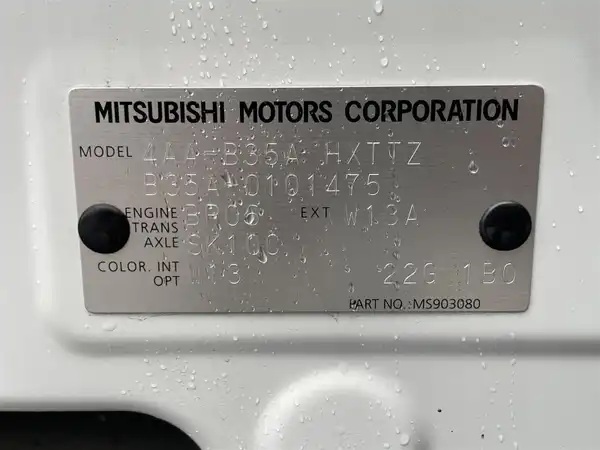 MITSUBISHI MOTORS CORPORATION
MODEL 4AA-B35A HXTTZ
B35A-0101475
ENGINE BR06 EXT W13A
TRANS
AXLE SK10C
COLOR. INT
OPT 22G 1B0
PART NO.:MS903080